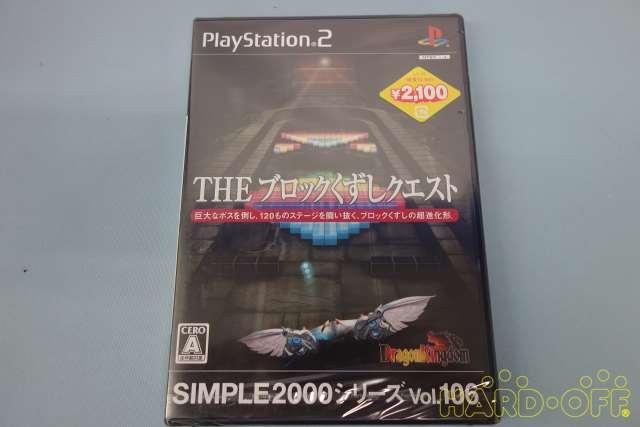 PlayStation®2
¥2,100
THE ブロックくずしクエスト
巨大なボスを倒し、120ものステージを闘い抜く、ブロックくずしの超進化形。
CERO
A
DragonKingdom
SIMPLE2000シリーズ Vol.106
HARD-OFF